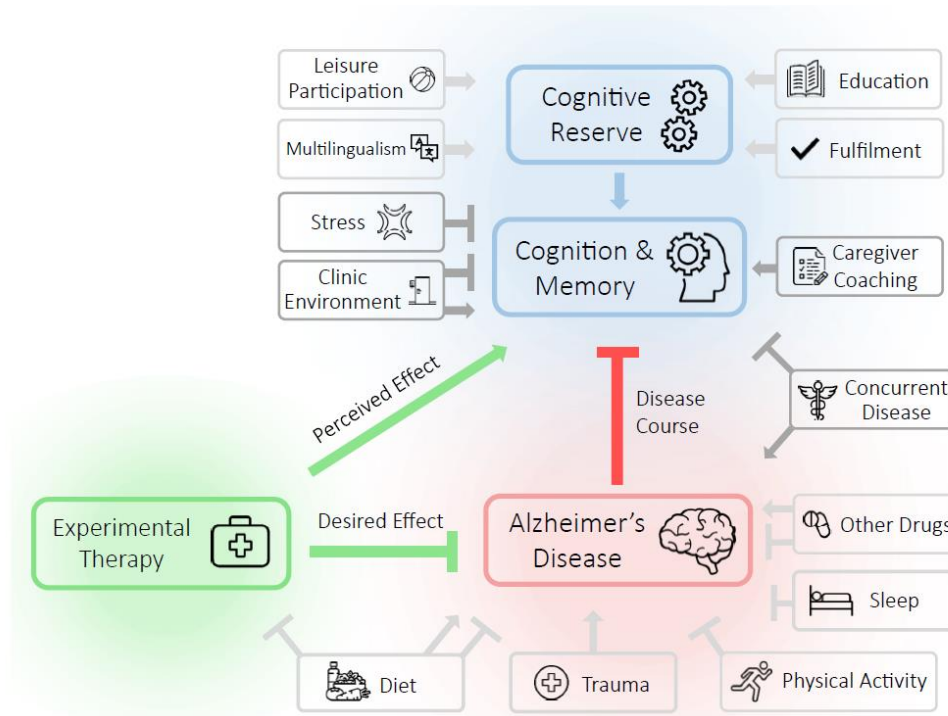 Leisure
Participation
Cognitive
Reserve
Education
Multilingualism
Fulfilment
Stress
Cognition &
Memory
Caregiver
Coaching
Clinic
Environment
Perceived Effect
Disease
Course
Concurrent
Disease
Experimental
Therapy
Desired Effect
Alzheimer's
Disease
Other Drugs
Sleep
Diet
Trauma
Physical Activity